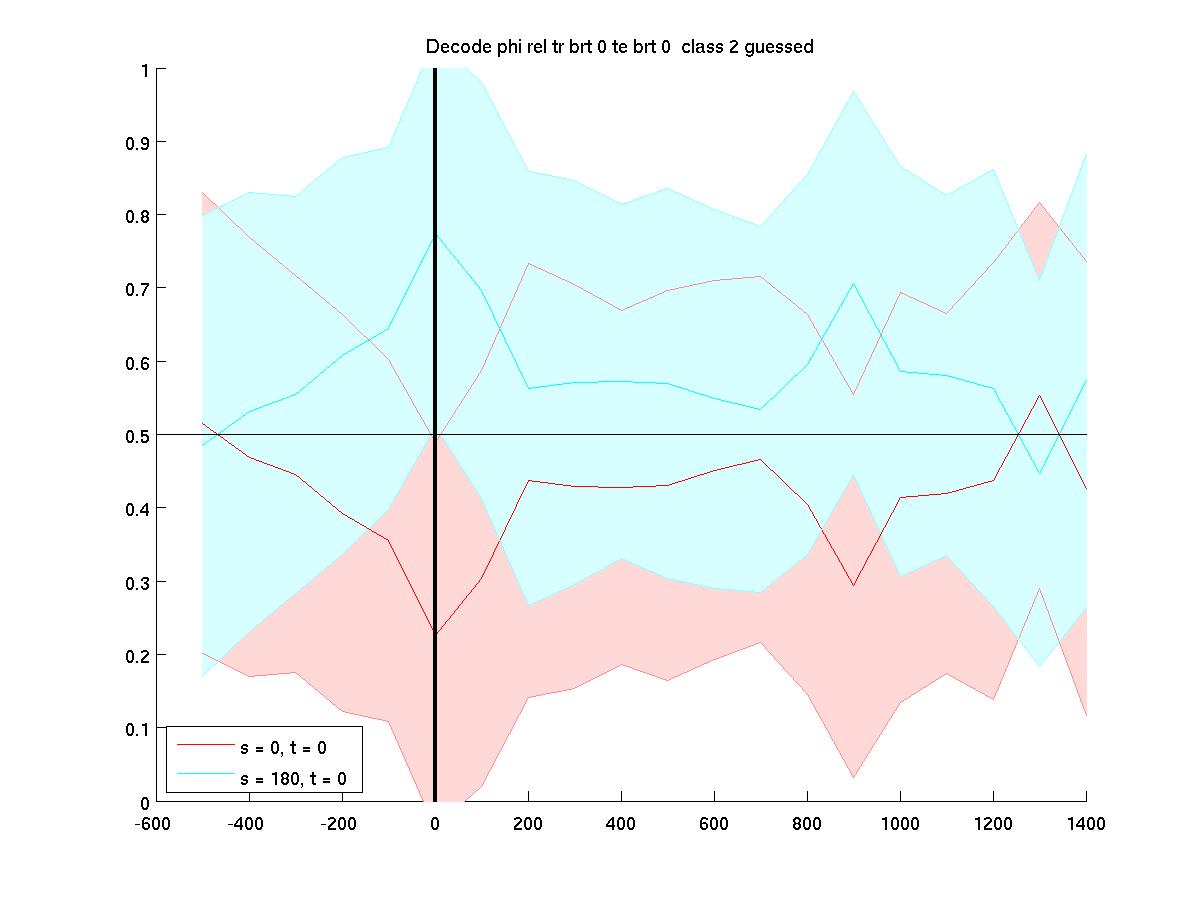 Decode phi rel tr brt 0 te brt 0  class 2 guessed
1
0.9
0.8
0.7
0.6
0.5
0.4
0.3
0.2
0.1
0
s = 0, t = 0
s = 180, t = 0
-600 -400 -200 0 200 400 600 800 1000 1200 1400